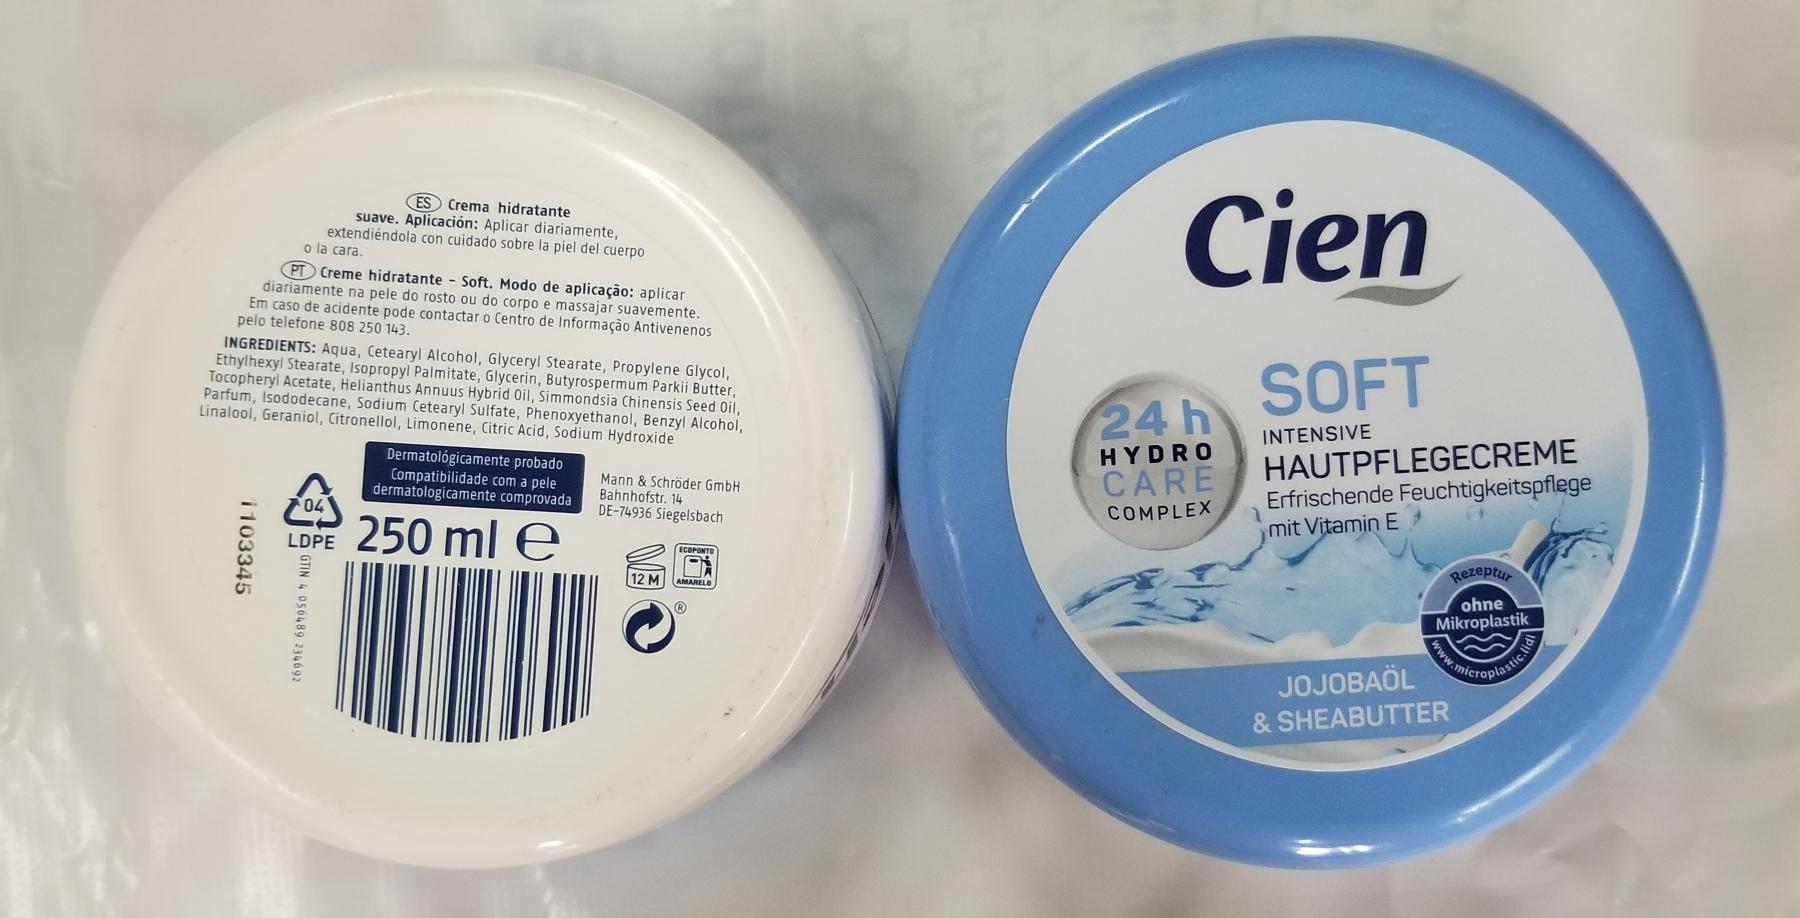 ES Crema hidratante
suave. Aplicación: Aplicar diariamente,
extendiéndola con cuidado sobre la piel del cuerpo
o la cara.
PT Creme hidratante - Soft. Modo de aplicação: aplicar
diariamente na pele do rosto ou do corpo e massajar suavemente.
Em caso de acidente pode contactar o Centro de Informação Antivenenos
pelo telefone 808 250 143.
INGREDIENTS: Aqua, Cetearyl Alcohol, Glyceryl Stearate, Propylene Glycol,
Ethylhexyl Stearate, Isopropyl Palmitate, Glycerin, Butyrospermum Parkii Butter,
Tocopheryl Acetate, Helianthus Annuus Hybrid Oil, Simmondsia Chinensis Seed Oil,
Parfum, Isododecane, Sodium Cetearyl Sulfate, Phenoxyethanol, Benzyl Alcohol,
Linalool, Geraniol, Citronellol, Limonene, Citric Acid, Sodium Hydroxide
Dermatológicamente probado
Compatibilidade com a pele
dermatologicamente comprovada
Mann & Schröder GmbH
Bahnhofstr. 14
DE-74936 Siegelsbach
04
LDPE
250 ml e
1103345
GTIN 4 056489 234692
12 M
ECOPONTO
AMARELO
®
Cien
SOFT
INTENSIVE
HAUTPFLEGECREME
Erfrischende Feuchtigkeitspflege
mit Vitamin E
24 h
HYDRO
CARE
COMPLEX
Rezeptur
ohne
Mikroplastik
www.microplastic.lidl
JOJOBAÖL
& SHEABUTTER